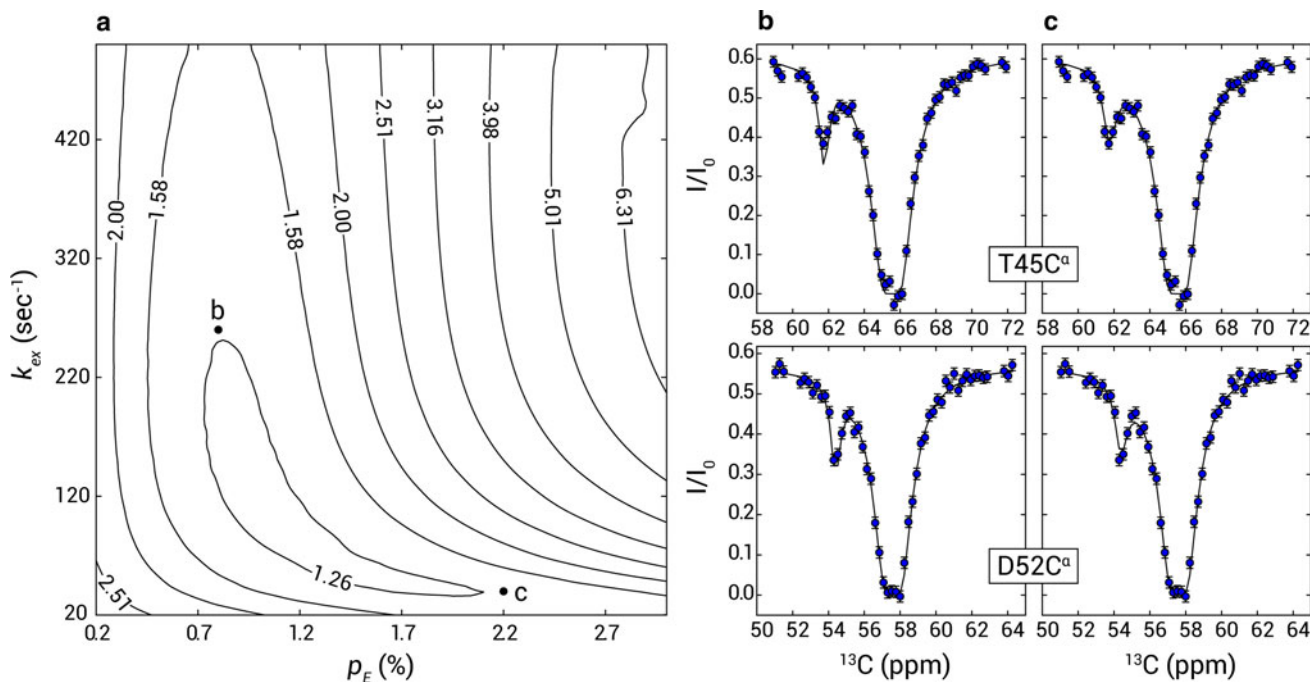 a
b
c
k_ex (sec⁻¹)
420
320
220
120
20
0.2
0.7
1.2
1.7
2.2
2.7
p_E (%)
2.00
1.58
1.58
2.00
2.51
3.16
3.98
5.01
6.31
1.26
2.51
b
c
I/I₀
0.6
0.5
0.4
0.3
0.2
0.1
0.0
58 60 62 64 66 68 70 72
58 60 62 64 66 68 70 72
T45Cᵅ
I/I₀
0.6
0.5
0.4
0.3
0.2
0.1
0.0
50 52 54 56 58 60 62 64
50 52 54 56 58 60 62 64
D52Cᵅ
¹³C (ppm)
¹³C (ppm)